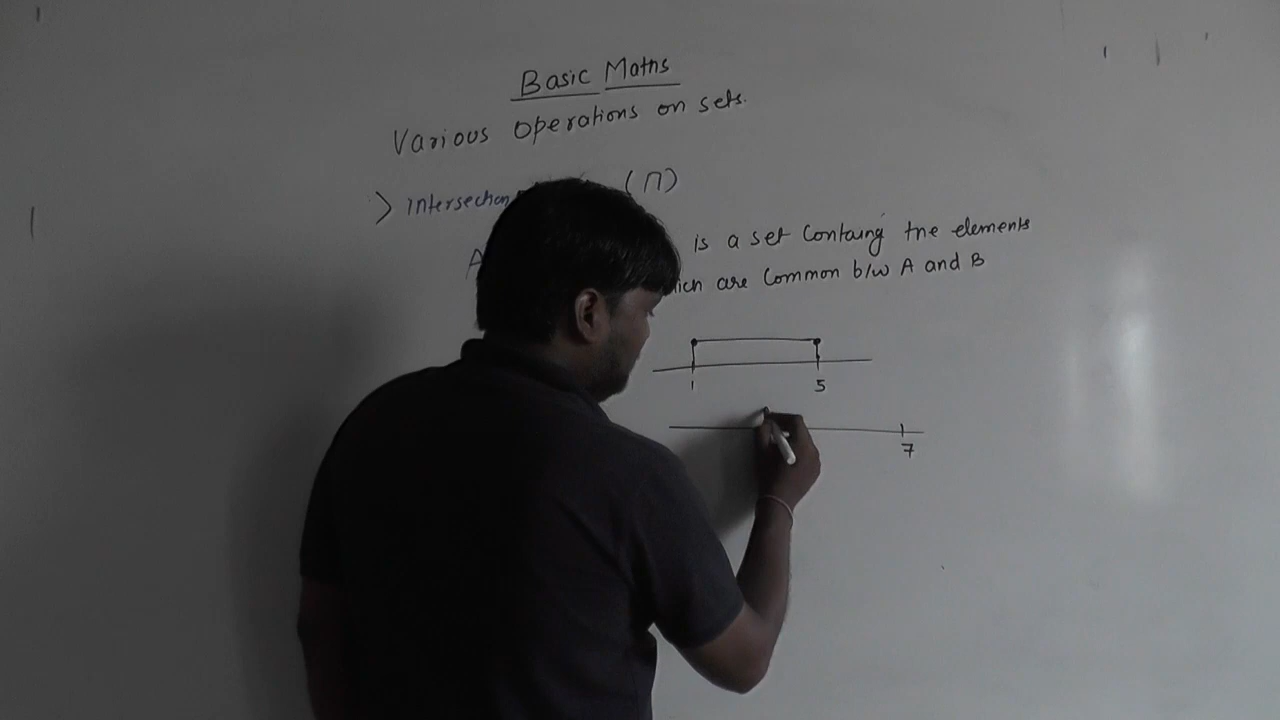 Basic Maths
Various Operations on sets.
> intersection (∩)
A is a set Containg the elements
are Common b/w A and B
1 5
7